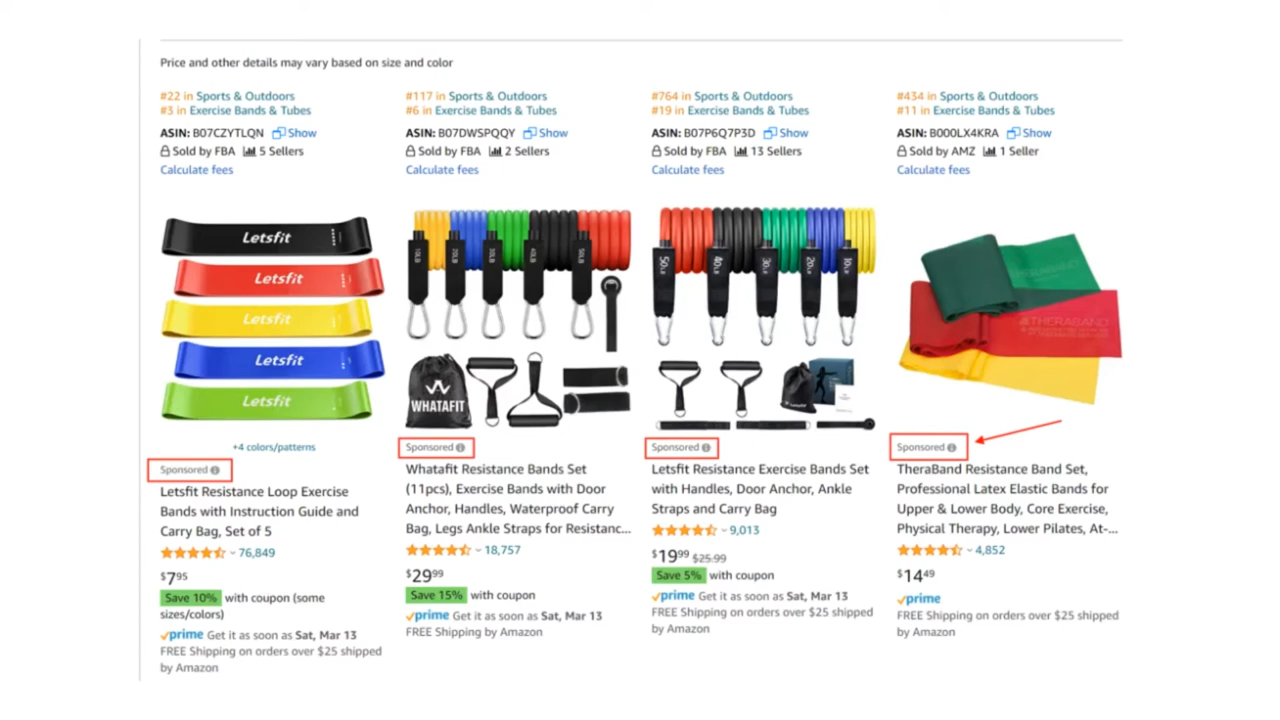 Price and other details may vary based on size and color
#22 in Sports & Outdoors
#3 in Exercise Bands & Tubes
ASIN: B07CZYTLQN Show
Sold by FBA 5 Sellers
Calculate fees
Letsfit
Letsfit
Letsfit
Letsfit
Letsfit
+4 colors/patterns
Sponsored
Letsfit Resistance Loop Exercise
Bands with Instruction Guide and
Carry Bag, Set of 5
76,849
$7.95
Save 10% with coupon (some
sizes/colors)
prime Get it as soon as Sat, Mar 13
FREE Shipping on orders over $25 shipped
by Amazon
#117 in Sports & Outdoors
#6 in Exercise Bands & Tubes
ASIN: B07DWSPQQY Show
Sold by FBA 2 Sellers
Calculate fees
10LB 20LB 30LB 40LB 50LB
WHATAFIT
Sponsored
Whatafit Resistance Bands Set
(11pcs), Exercise Bands with Door
Anchor, Handles, Waterproof Carry
Bag, Legs Ankle Straps for Resistanc...
18,757
$29.99
Save 15% with coupon
prime Get it as soon as Sat, Mar 13
FREE Shipping by Amazon
#764 in Sports & Outdoors
#19 in Exercise Bands & Tubes
ASIN: B07P6Q7P3D Show
Sold by FBA 13 Sellers
Calculate fees
50LB 40LB 30LB 20LB 10LB
Sponsored
Letsfit Resistance Exercise Bands Set
with Handles, Door Anchor, Ankle
Straps and Carry Bag
9,013
$19.99 $25.99
Save 5% with coupon
prime Get it as soon as Sat, Mar 13
FREE Shipping on orders over $25 shipped
by Amazon
#434 in Sports & Outdoors
#11 in Exercise Bands & Tubes
ASIN: B000LX4KRA Show
Sold by AMZ 1 Seller
Calculate fees
THERABAND
Sponsored
TheraBand Resistance Band Set,
Professional Latex Elastic Bands for
Upper & Lower Body, Core Exercise,
Physical Therapy, Lower Pilates, At-...
4,852
$14.49
prime
FREE Shipping on orders over $25 shipped
by Amazon